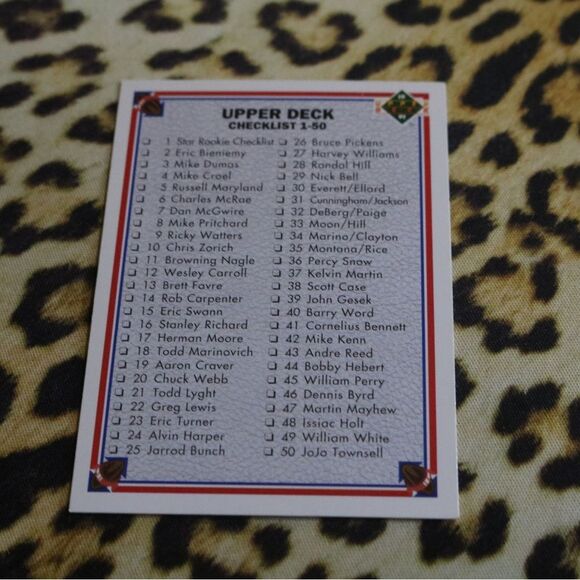 UPPER DECK
CHECKLIST 1-50
1 Star Rookie Checklist
2 Eric Bieniemy
3 Mike Dumas
4 Mike Croel
5 Russell Maryland
6 Charles McRae
7 Dan McGwire
8 Mike Pritchard
9 Ricky Watters
10 Chris Zorich
11 Browning Nagle
12 Wesley Carroll
13 Brett Favre
14 Rob Carpenter
15 Eric Swann
16 Stanley Richard
17 Herman Moore
18 Todd Marinovich
19 Aaron Craver
20 Chuck Webb
21 Todd Lyght
22 Greg Lewis
23 Eric Turner
24 Alvin Harper
25 Jarrod Bunch
26 Bruce Pickens
27 Harvey Williams
28 Randal Hill
29 Nick Bell
30 Everett/Ellard
31 Cunningham/Jackson
32 DeBerg/Paige
33 Moon/Hill
34 Marino/Clayton
35 Montana/Rice
36 Percy Snow
37 Kelvin Martin
38 Scott Case
39 John Gesek
40 Barry Word
41 Cornelius Bennett
42 Mike Kenn
43 Andre Reed
44 Bobby Hebert
45 William Perry
46 Dennis Byrd
47 Martin Mayhew
48 Issiac Holt
49 William White
50 JoJo Townsell